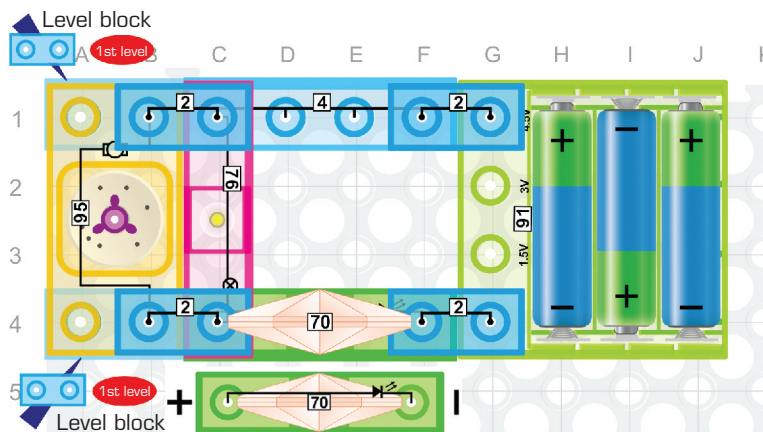 Level block
1st level
A B C D E F G H I J K
1 2 4 2 4.5V
+ − +
2 95 76 3V 91
3 1.5V
− + −
4 2 70 2
5 1st level + 70 −
Level block